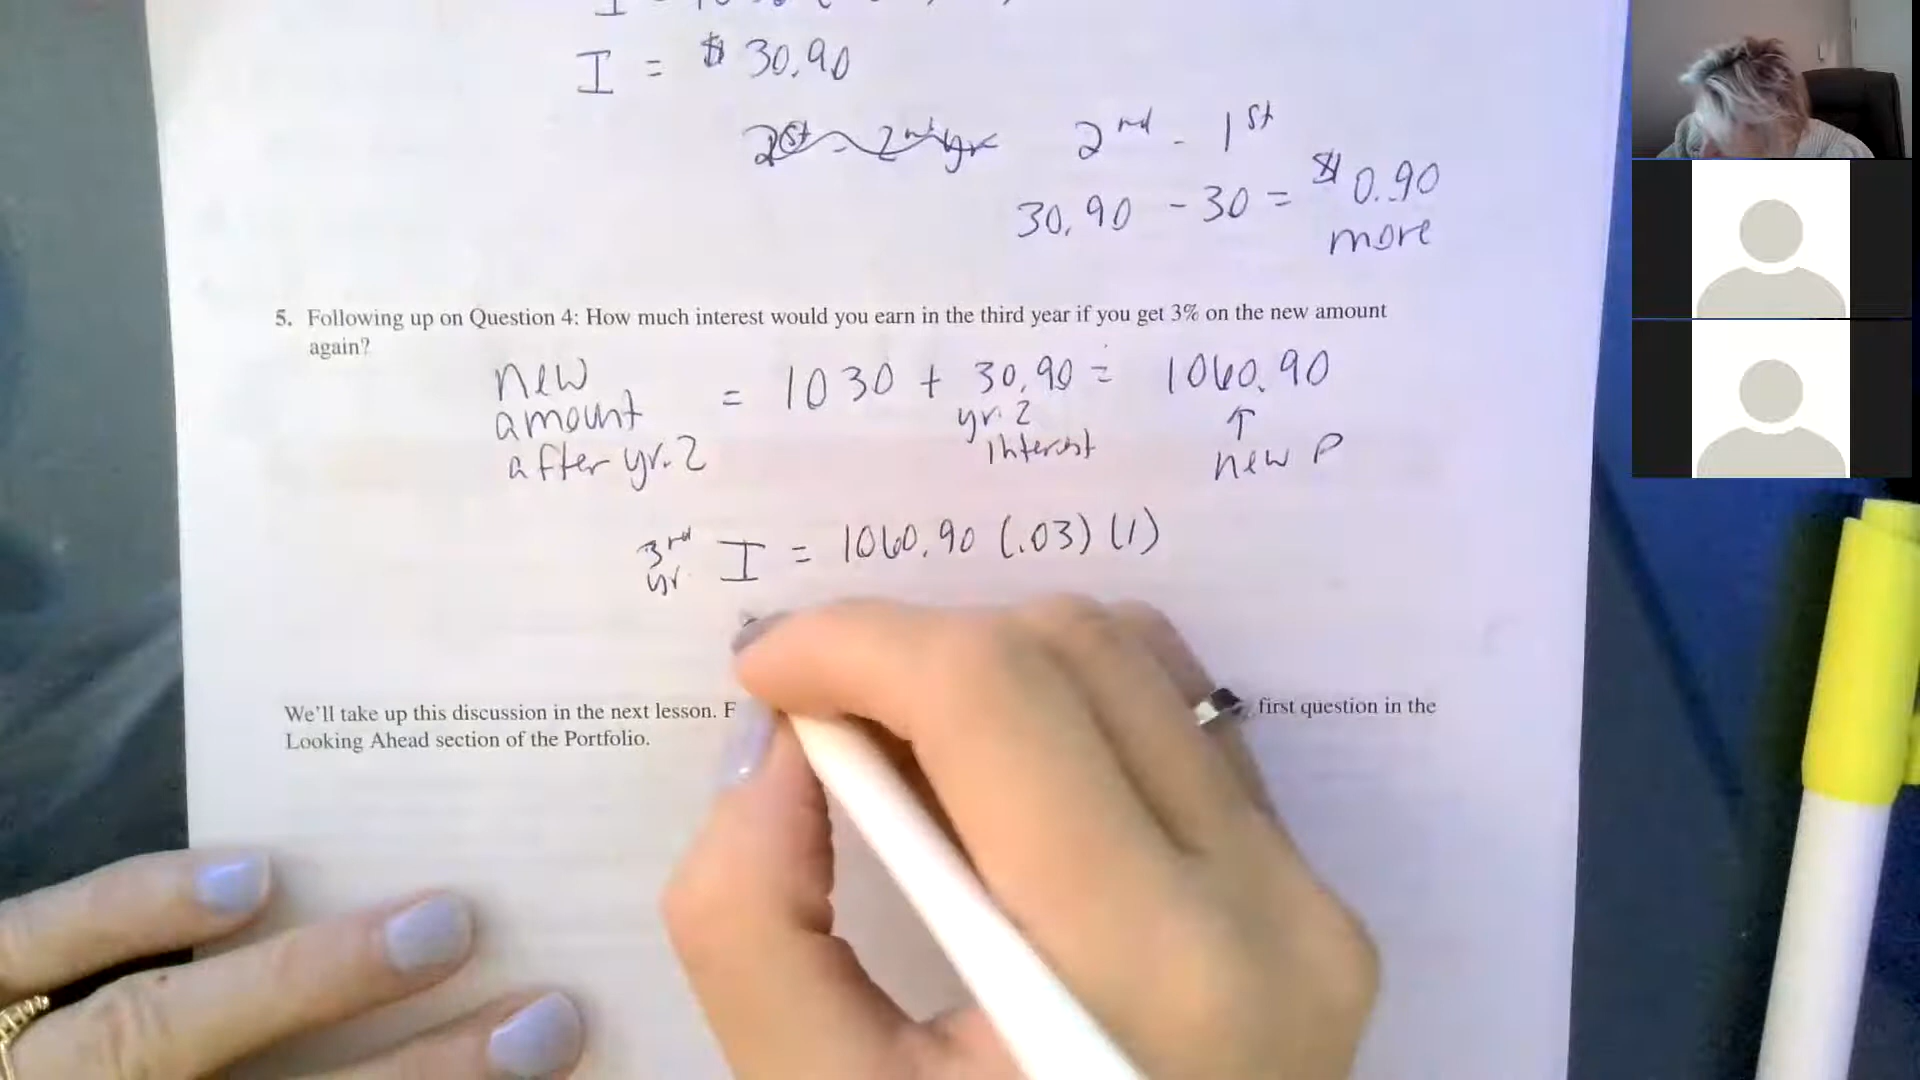 I = $ 30.90
2nd - 1st
30.90 - 30 = $ 0.90
more
5. Following up on Question 4: How much interest would you earn in the third year if you get 3% on the new amount
again?
new
amount
after yr. 2
= 1030 + 30.90 = 1060.90
yr. 2
Interest
↑
new P
3rd
yr.
I = 1060.90 (.03) (1)
We'll take up this discussion in the next lesson. F first question in the
Looking Ahead section of the Portfolio.